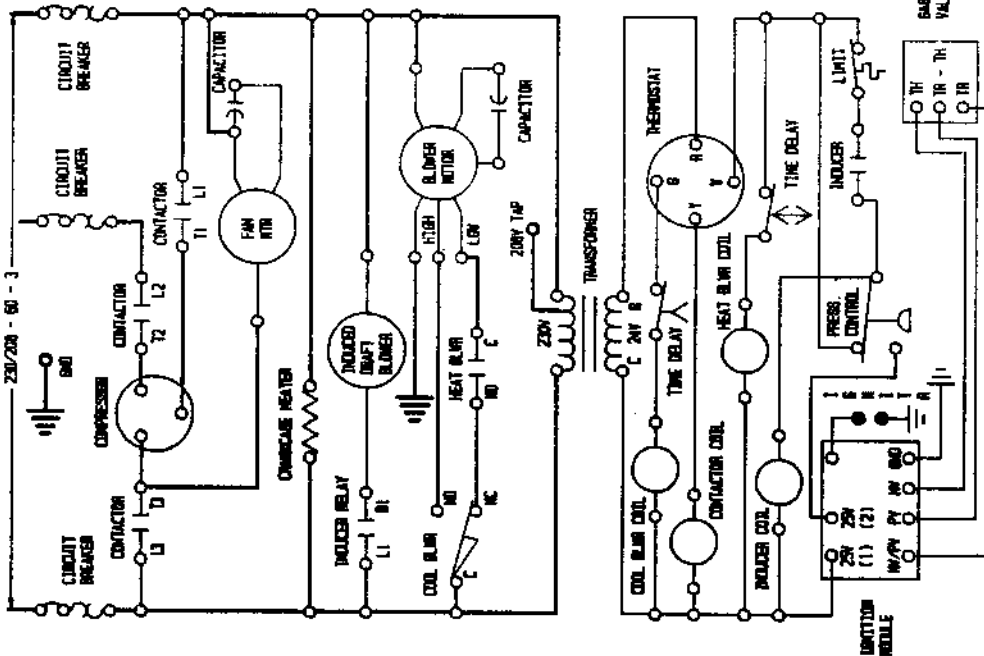 230/208 - 60 - 3
CIRCUIT
BREAKER
CIRCUIT
BREAKER
CIRCUIT
BREAKER
GND
CONTACTOR
L3
T3
COMPRESSOR
CONTACTOR
T2
L2
CONTACTOR
T1
L1
CAPACITOR
FAN
MTR
CRANKCASE HEATER
INDUCER RELAY
L1
B1
INDUCED
DRAFT
BLOWER
COOL BLWR
C
NO
NC
HEAT BLWR
NO
C
HIGH
LOW
BLOWER
MOTOR
CAPACITOR
208V TAP
230V
TRANSFORMER
C 24V R
THERMOSTAT
G
R
Y
TIME DELAY
COOL BLWR COIL
CONTACTOR COIL
HEAT BLWR COIL
TIME DELAY
INDUCER COIL
PRESS.
CONTROL
INDUCER
LIMIT
IGNITION
MODULE
25V
(1)
25V
(2)
MV/PV
PV
MV
GND
TH
TR - TH
TR